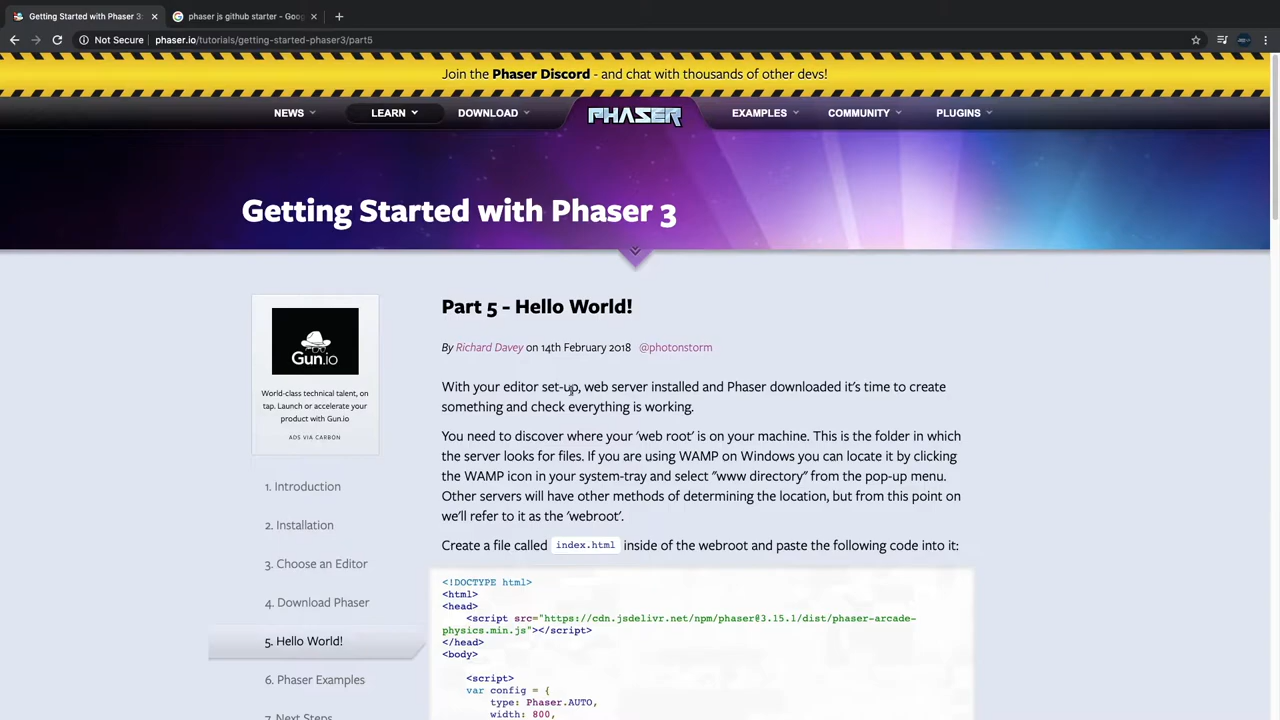 Getting Started with Phaser 3:
phaser js github starter - Goog
Not Secure
phaser.io/tutorials/getting-started-phaser3/part5
Join the Phaser Discord - and chat with thousands of other devs!
NEWS LEARN DOWNLOAD PHASER EXAMPLES COMMUNITY PLUGINS
Getting Started with Phaser 3
Gun.io
World-class technical talent, on
tap. Launch or accelerate your
product with Gun.io
ADS VIA CARBON
1. Introduction
2. Installation
3. Choose an Editor
4. Download Phaser
5. Hello World!
6. Phaser Examples
7. Next Steps
Part 5 - Hello World!
By Richard Davey on 14th February 2018 @photonstorm
With your editor set-up, web server installed and Phaser downloaded it's time to create
something and check everything is working.
You need to discover where your 'web root' is on your machine. This is the folder in which
the server looks for files. If you are using WAMP on Windows you can locate it by clicking
the WAMP icon in your system-tray and select "www directory" from the pop-up menu.
Other servers will have other methods of determining the location, but from this point on
we'll refer to it as the 'webroot'.
Create a file called index.html inside of the webroot and paste the following code into it:
<!DOCTYPE html>
<html>
<head>
<script src="https://cdn.jsdelivr.net/npm/phaser@3.15.1/dist/phaser-arcade-
physics.min.js"></script>
</head>
<body>
<script>
var config = {
type: Phaser.AUTO,
width: 800,